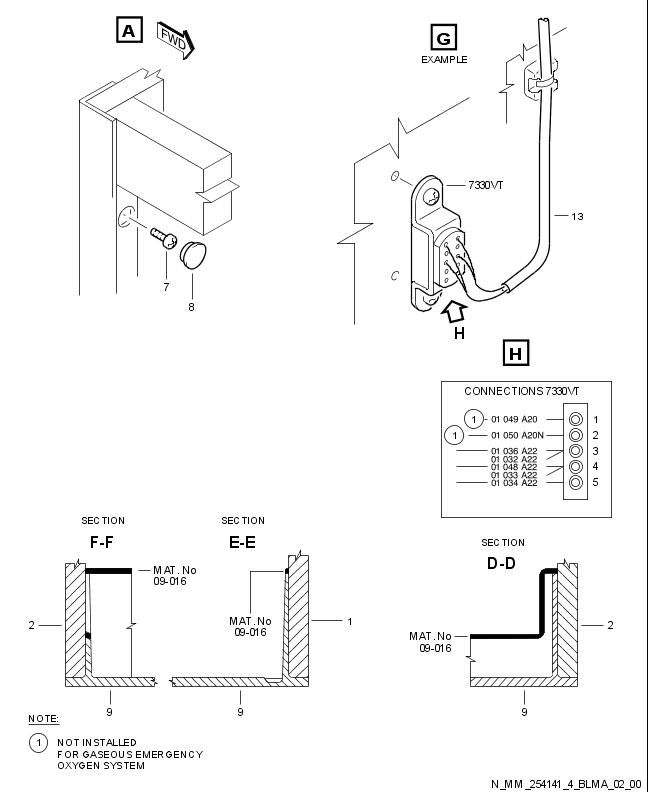 A
FWD
7
8
G
EXAMPLE
7330VT
13
H
H
CONNECTIONS 7330VT
1 01 049 A20 1
1 01 050 A20N 2
01 036 A22 3
01 032 A22
01 048 A22 4
01 033 A22
01 034 A22 5
SECTION
F-F
MAT.No
09-016
2
9
SECTION
E-E
MAT.No
09-016
1
9
SECTION
D-D
MAT.No
09-016
2
9
NOTE:
1 NOT INSTALLED
FOR GASEOUS EMERGENCY
OXYGEN SYSTEM
N_MM_254141_4_BLMA_02_00